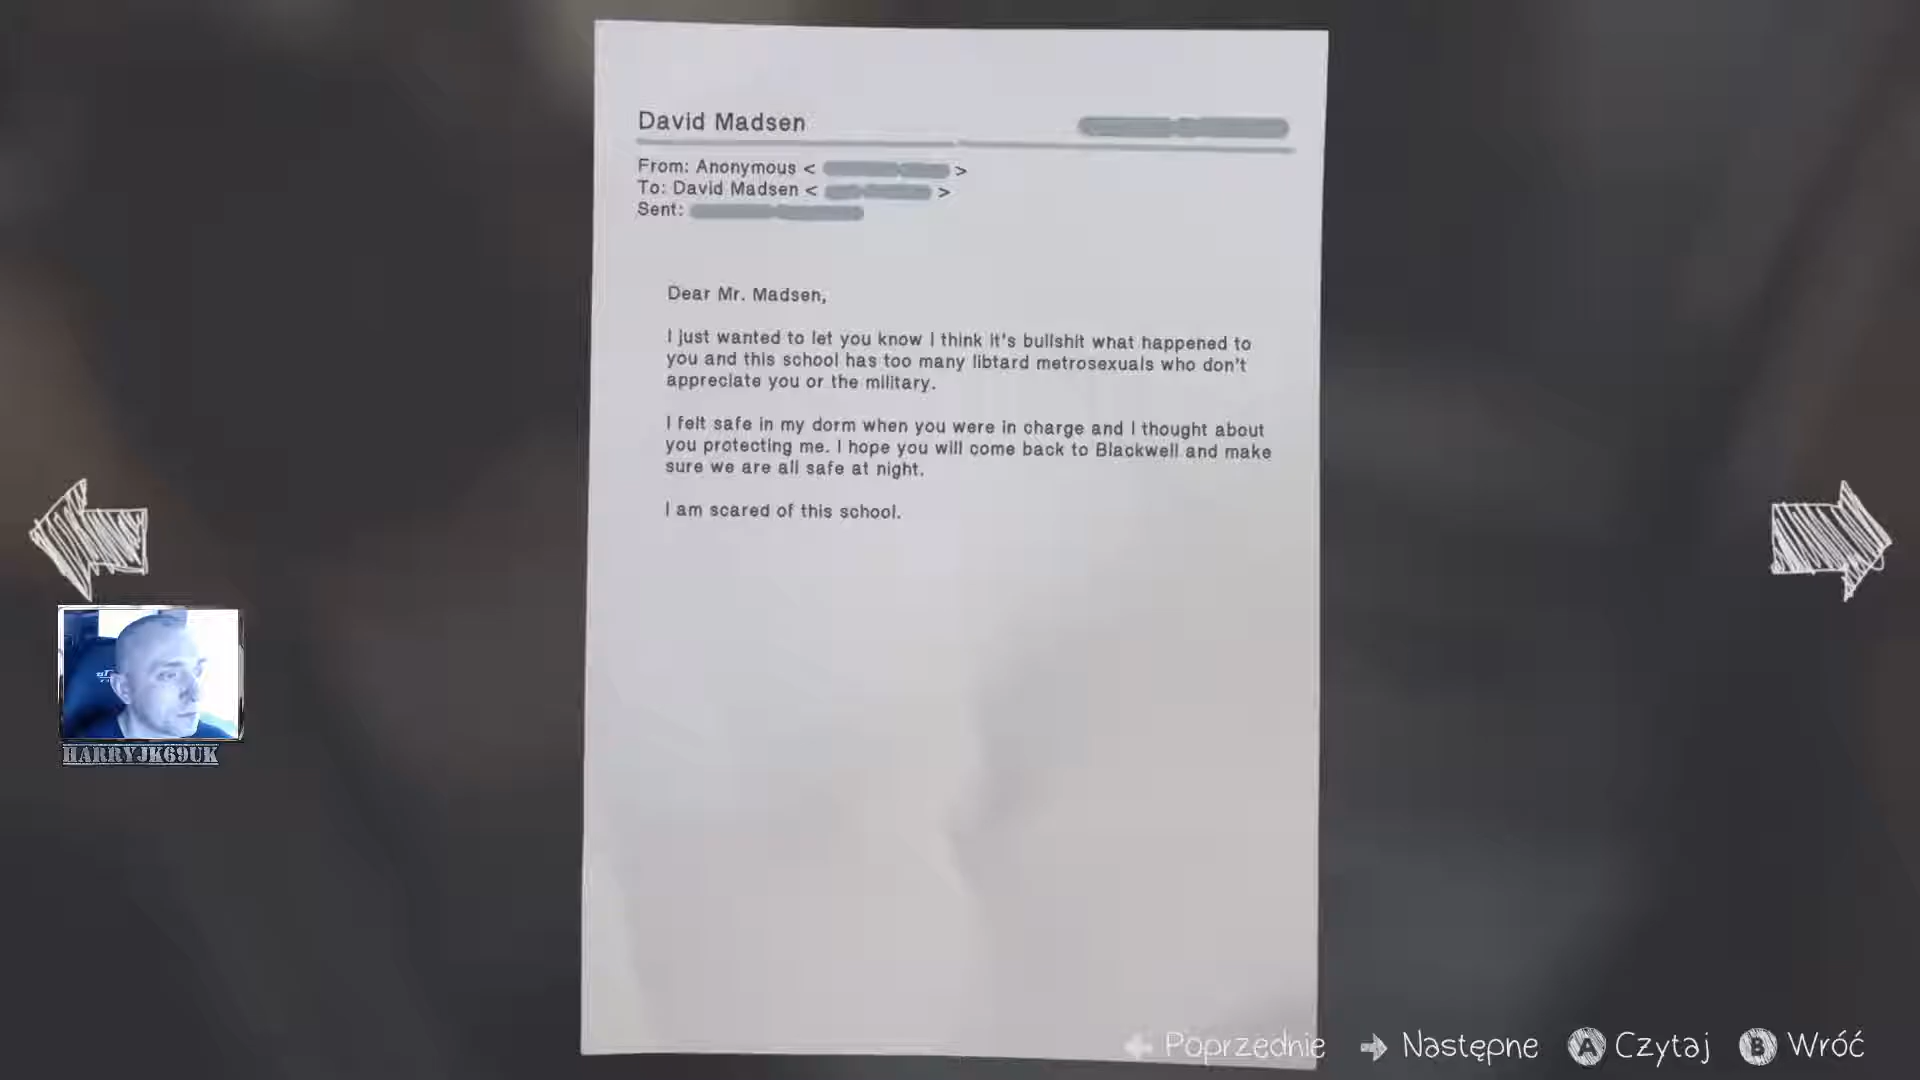 David Madsen
From: Anonymous < >
To: David Madsen < >
Sent:
Dear Mr. Madsen,
I just wanted to let you know I think it's bullshit what happened to
you and this school has too many libtard metrosexuals who don't
appreciate you or the military.
I felt safe in my dorm when you were in charge and I thought about
you protecting me. I hope you will come back to Blackwell and make
sure we are all safe at night.
I am scared of this school.
HARRYJK69UK
Poprzednie
Następne
A Czytaj
B Wróć